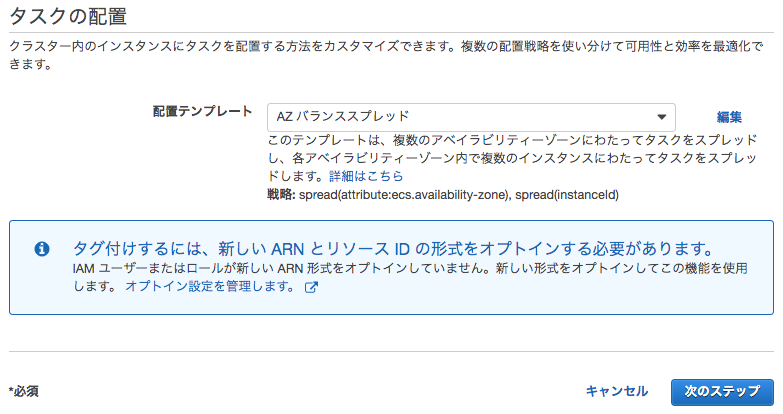 タスクの配置
クラスター内のインスタンスにタスクを配置する方法をカスタマイズできます。複数の配置戦略を使い分けて可用性と効率を最適化で
きます。
配置テンプレート
AZ バランススプレッド
編集
このテンプレートは、複数のアベイラビリティーゾーンにわたってタスクをスプレッド
し、各アベイラビリティーゾーン内で複数のインスタンスにわたってタスクをスプレッ
ドします。詳細はこちら
戦略: spread(attribute:ecs.availability-zone), spread(instanceId)
タグ付けするには、新しい ARN とリソース ID の形式をオプトインする必要があります。
IAM ユーザーまたはロールが新しい ARN 形式をオプトインしていません。新しい形式をオプトインしてこの機能を使用
します。 オプトイン設定を管理します。
*必須
キャンセル
次のステップ